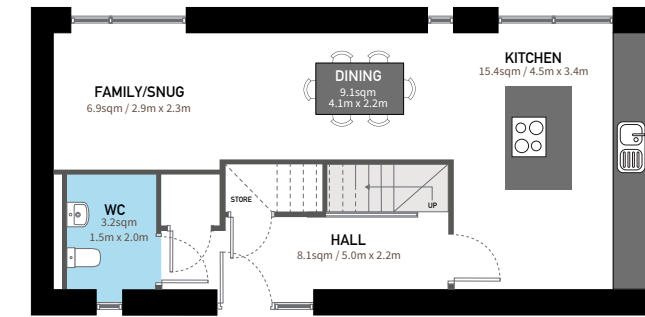 KITCHEN
15.4sqm / 4.5m x 3.4m
DINING
9.1sqm
4.1m x 2.2m
FAMILY/SNUG
6.9sqm / 2.9m x 2.3m
WC
3.2sqm
1.5m x 2.0m
STORE
UP
HALL
8.1sqm / 5.0m x 2.2m